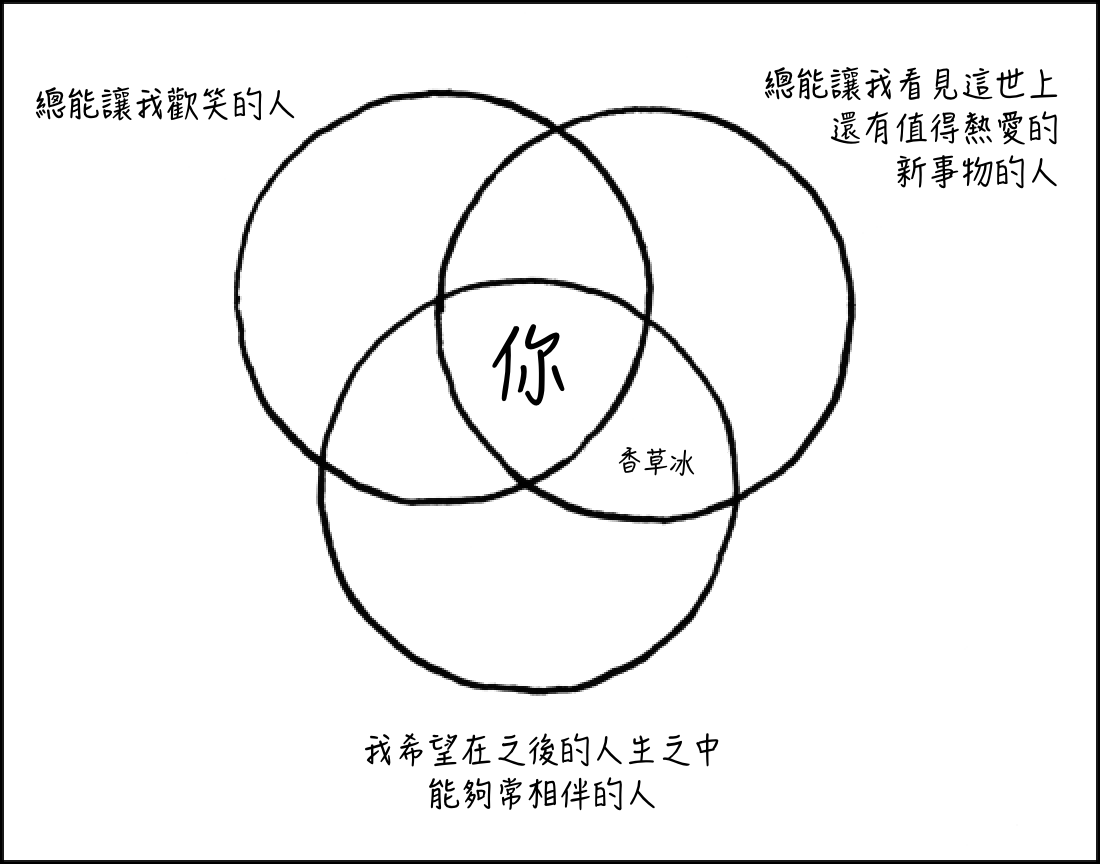 總能讓我歡笑的人
總能讓我看見這世上
還有值得熱愛的
新事物的人
你
香草冰
我希望在之後的人生之中
能夠常相伴的人